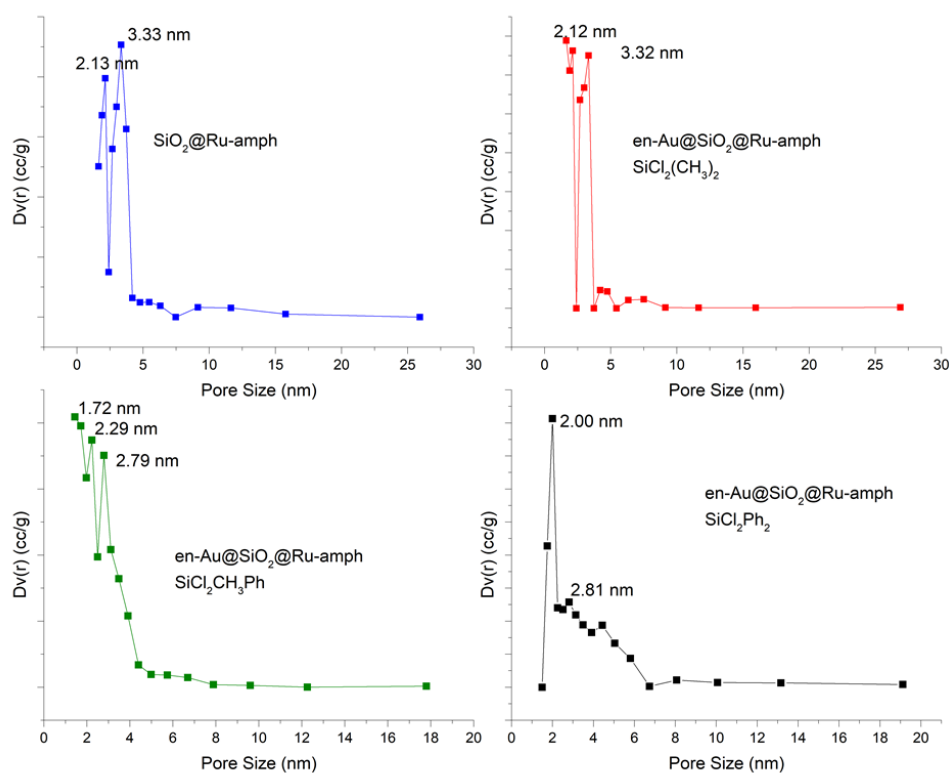 3.33 nm
2.13 nm
SiO₂@Ru-amph
Dv(r) (cc/g)
0 5 10 15 20 25 30
Pore Size (nm)
2.12 nm
3.32 nm
en-Au@SiO₂@Ru-amph
SiCl₂(CH₃)₂
Dv(r) (cc/g)
0 5 10 15 20 25 30
Pore Size (nm)
1.72 nm
2.29 nm
2.79 nm
en-Au@SiO₂@Ru-amph
SiCl₂CH₃Ph
Dv(r) (cc/g)
0 2 4 6 8 10 12 14 16 18 20
Pore Size (nm)
2.00 nm
en-Au@SiO₂@Ru-amph
SiCl₂Ph₂
2.81 nm
Dv(r) (cc/g)
0 2 4 6 8 10 12 14 16 18 20
Pore Size (nm)